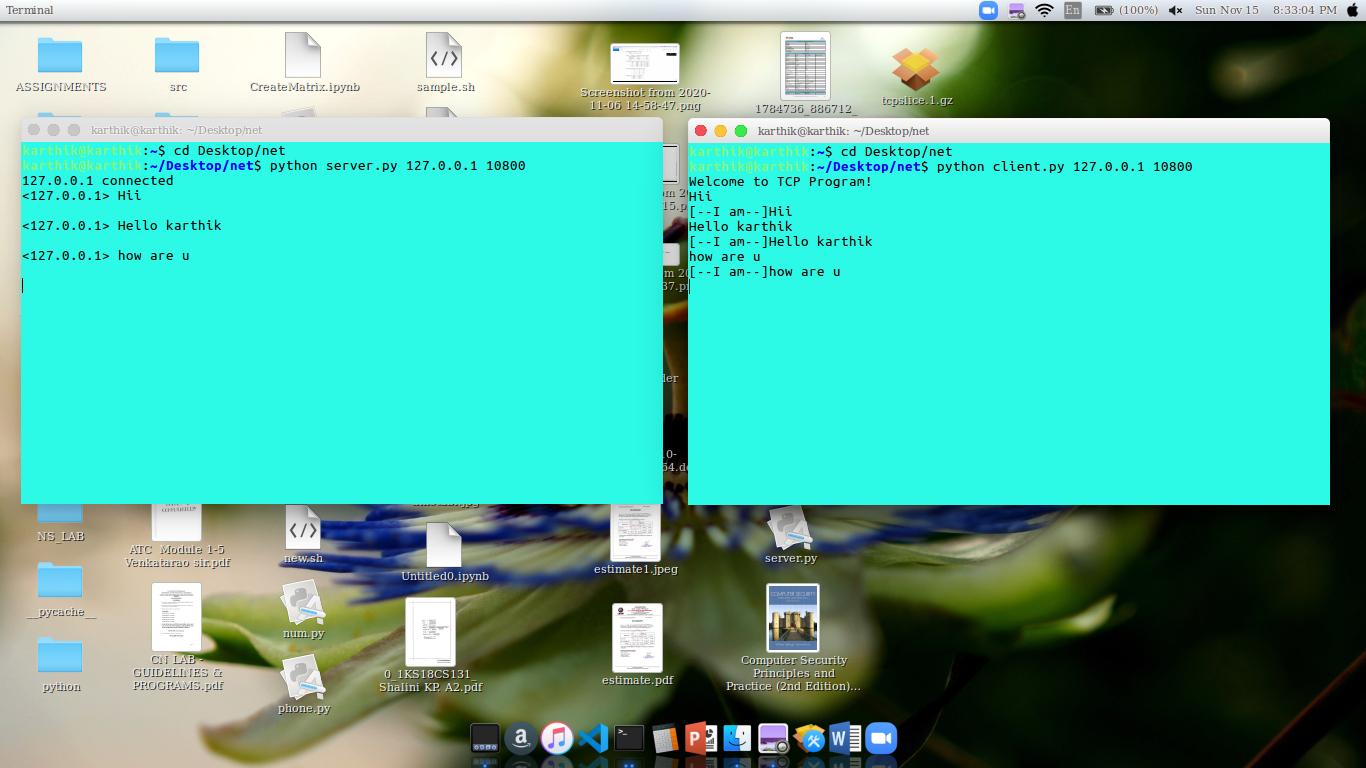 Terminal
En
(100%)
Sun Nov 15
8:33:04 PM
ASSIGNMENTS
src
CreateMatrix.ipynb
sample.sh
Screenshot from 2020-
11-06 14-58-47.png
1784736_886712_
tcpslice.1.gz
karthik@karthik: ~/Desktop/net
karthik@karthik:~$ cd Desktop/net
karthik@karthik:~/Desktop/net$ python server.py 127.0.0.1 10800
127.0.0.1 connected
<127.0.0.1> Hii
<127.0.0.1> Hello karthik
<127.0.0.1> how are u
karthik@karthik: ~/Desktop/net
karthik@karthik:~$ cd Desktop/net
karthik@karthik:~/Desktop/net$ python client.py 127.0.0.1 10800
Welcome to TCP Program!
Hii
[--I am--]Hii
Hello karthik
[--I am--]Hello karthik
how are u
[--I am--]how are u
NS_LAB
ATC Module 1-5
Venkatarao sir.pdf
new.sh
Untitled0.ipynb
estimate1.jpeg
server.py
__pycache__
num.py
CN LAB -
GUIDELINES &
PROGRAMS.pdf
python
phone.py
0_1KS18CS131
Shalini KP. A2.pdf
estimate.pdf
COMPUTER SECURITY
Computer Security
Principles and
Practice (2nd Edition)...